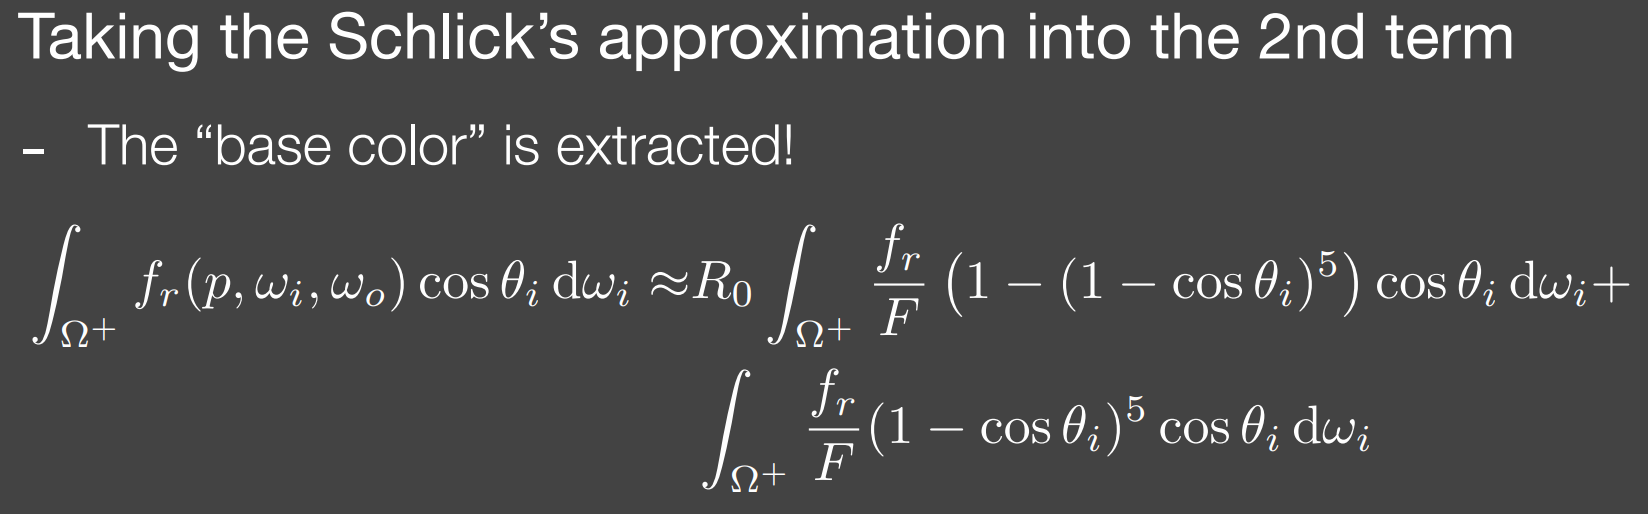 Taking the Schlick's approximation into the 2nd term
- The “base color” is extracted!
\int_{\Omega^+} f_r(p, \omega_i, \omega_o) \cos\theta_i \, \mathrm{d}\omega_i \approx R_0 \int_{\Omega^+} \frac{f_r}{F} \left(1 - (1 - \cos\theta_i)^5\right) \cos\theta_i \, \mathrm{d}\omega_i +
\int_{\Omega^+} \frac{f_r}{F} (1 - \cos\theta_i)^5 \cos\theta_i \, \mathrm{d}\omega_i